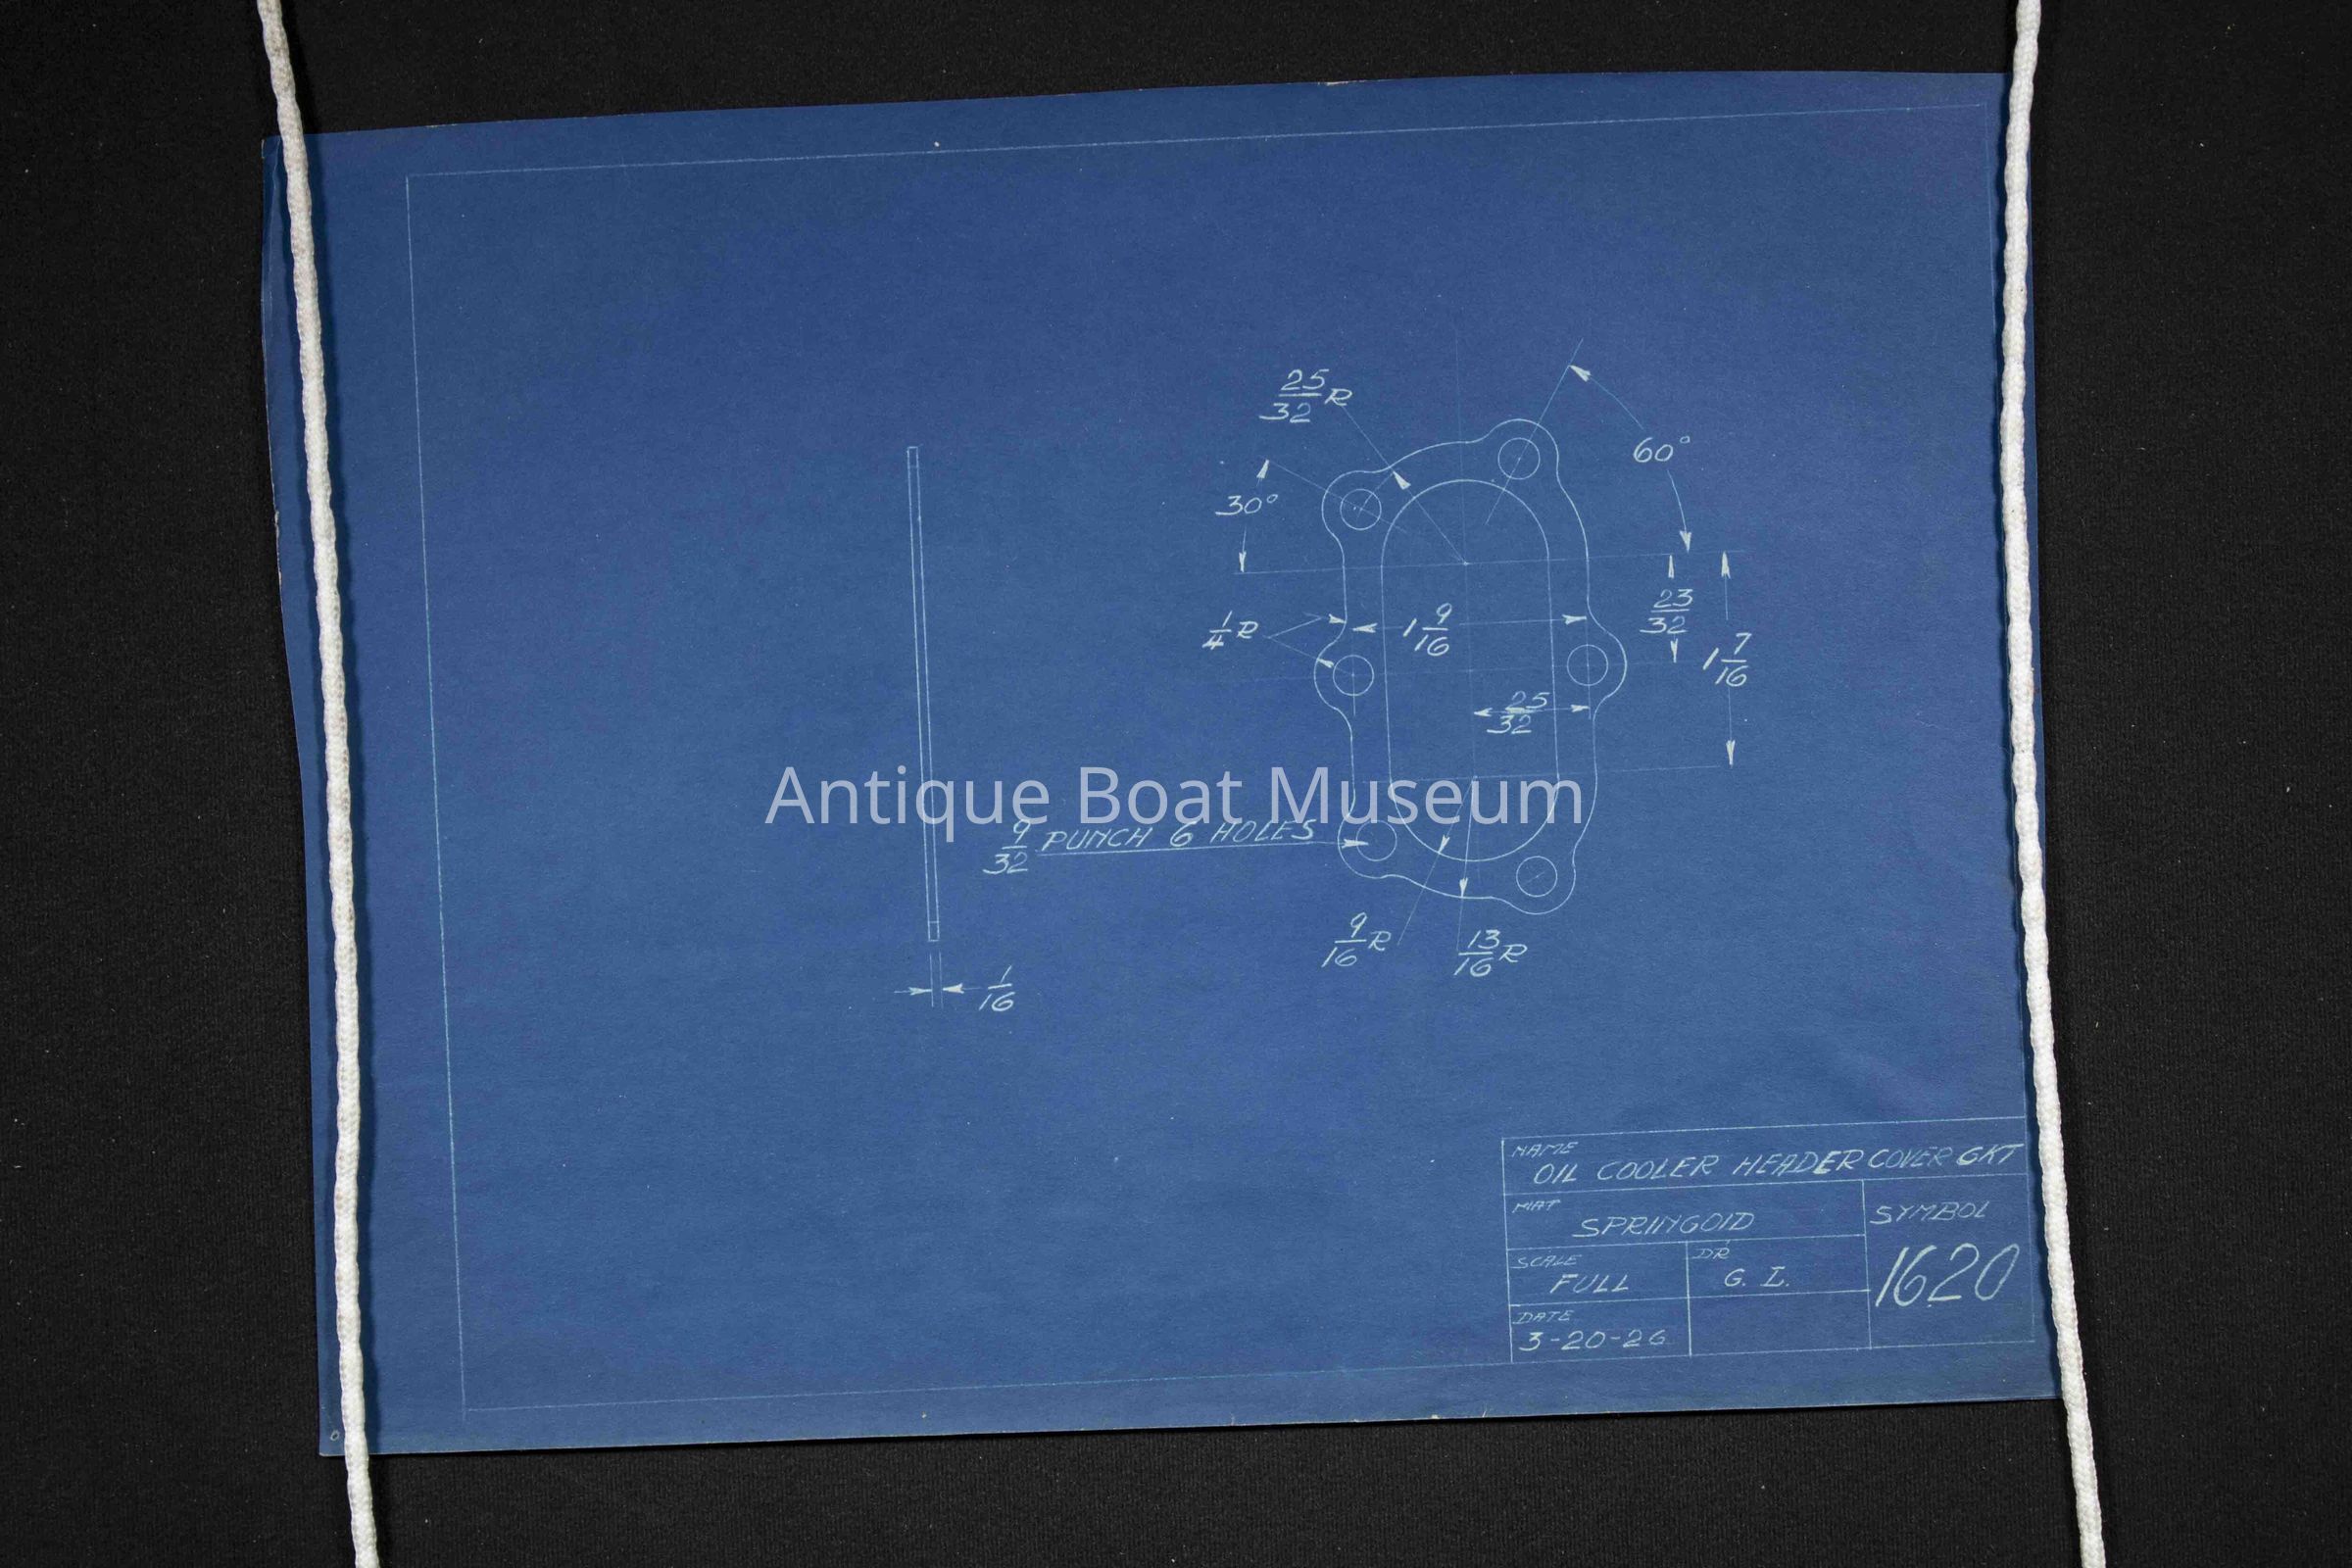 25/32 R
60°
30°
23/32
1/4 R
1 9/16
1 7/16
25/32
Antique Boat Museum
9/32 PUNCH 6 HOLES
9/16 R
13/16 R
1/16
NAME
OIL COOLER HEADER COVER GKT
MAT
SPRINGOID
SYMBOL
1620
SCALE
FULL
DR
G. I.
DATE
3-20-26